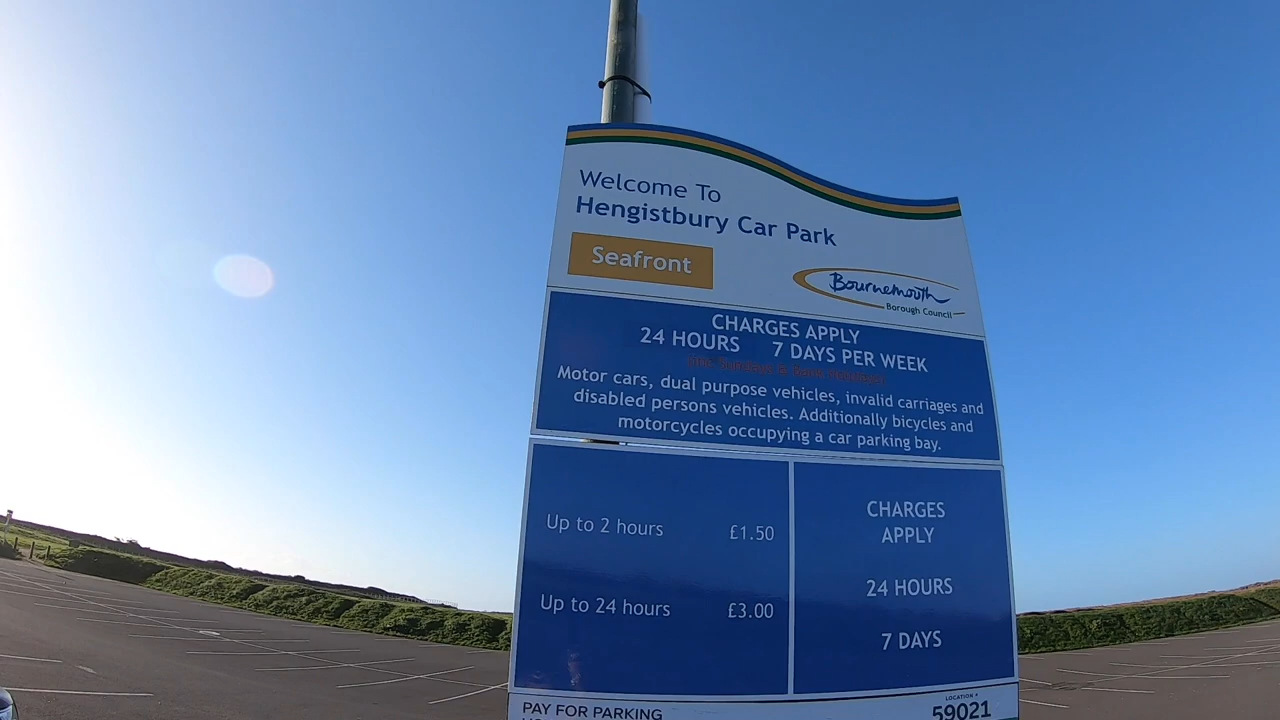 Welcome To
Hengistbury Car Park
Seafront
Bournemouth
Borough Council
CHARGES APPLY
24 HOURS 7 DAYS PER WEEK
Motor cars, dual purpose vehicles, invalid carriages and
disabled persons vehicles. Additionally bicycles and
motorcycles occupying a car parking bay.
Up to 2 hours £1.50
Up to 24 hours £3.00
CHARGES
APPLY
24 HOURS
7 DAYS
PAY FOR PARKING
LOCATION #
59021